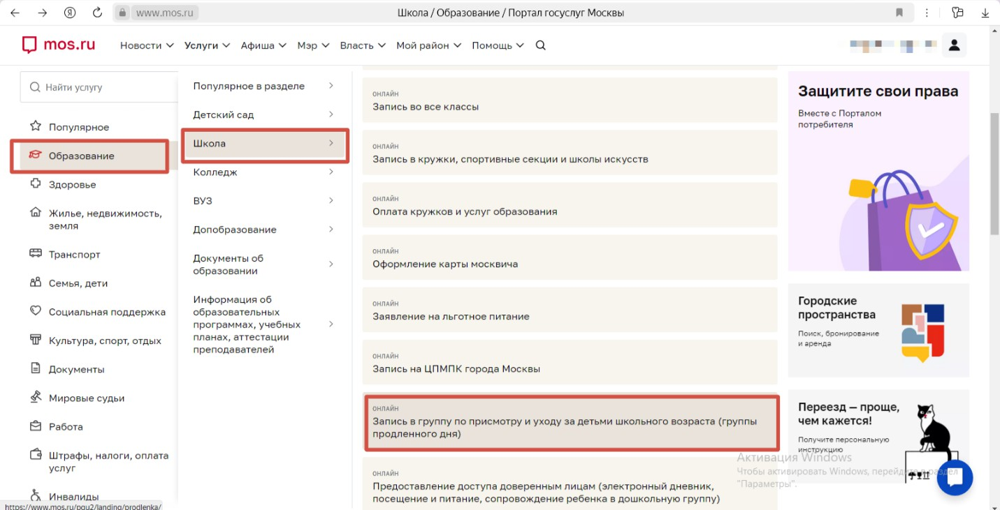 www.mos.ru
Школа / Образование / Портал госуслуг Москвы
mos.ru
Новости
Услуги
Афиша
Мэр
Власть
Мой район
Помощь
Найти услугу
Популярное
Образование
Здоровье
Жилье, недвижимость,
земля
Транспорт
Семья, дети
Социальная поддержка
Культура, спорт, отдых
Документы
Мировые судьи
Работа
Штрафы, налоги, оплата
услуг
Инвалиды
Популярное в разделе
Детский сад
Школа
Колледж
ВУЗ
Допобразование
Документы об
образовании
Информация об
образовательных
программах, учебных
планах, аттестации
преподавателей
ОНЛАЙН
Запись во все классы
ОНЛАЙН
Запись в кружки, спортивные секции и школы искусств
ОНЛАЙН
Оплата кружков и услуг образования
ОНЛАЙН
Оформление карты москвича
ОНЛАЙН
Заявление на льготное питание
ОНЛАЙН
Запись на ЦПМПК города Москвы
ОНЛАЙН
Запись в группу по присмотру и уходу за детьми школьного возраста (группы
продленного дня)
ОНЛАЙН
Предоставление доступа доверенным лицам (электронный дневник,
посещение и питание, сопровождение ребенка в дошкольную группу)
Защитите свои права
Вместе с Порталом
потребителя
Городские
пространства
Поиск, бронирование
и аренда
Переезд — проще,
чем кажется!
Получите персональную
инструкцию
Активация Windows
Чтобы активировать Windows, перейдите в раздел
"Параметры".
https://www.mos.ru/pgu2/landing/prodlenka/